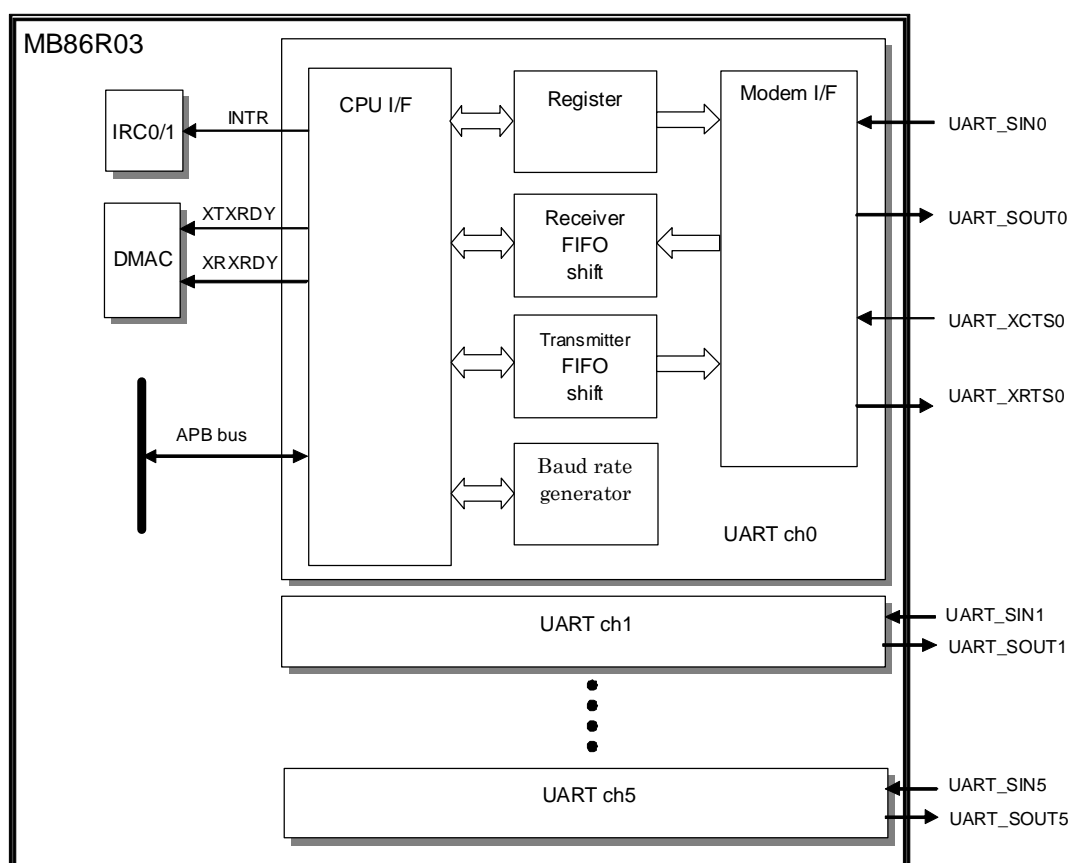 MB86R03
CPU I/F
Register
Modem I/F
INTR
IRC0/1
UART_SIN0
XTXRDY
Receiver
FIFO
shift
UART_SOUT0
DMAC
XRXRDY
UART_XCTS0
Transmitter
FIFO
shift
UART_XRTS0
APB bus
Baud rate
generator
UART ch0
UART ch1
UART_SIN1
UART_SOUT1
UART ch5
UART_SIN5
UART_SOUT5